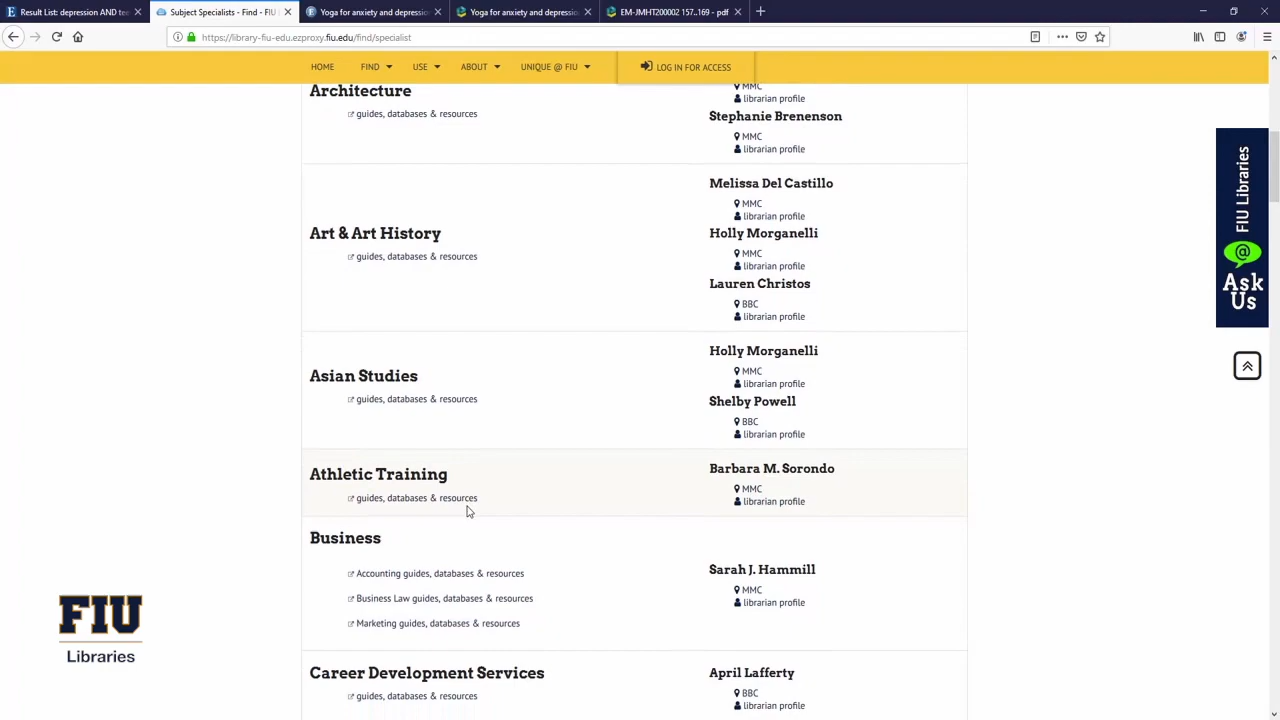 Result List: depression AND tee
Subject Specialists - Find - FIU
Yoga for anxiety and depressio
Yoga for anxiety and depressio
EM-JMHT200002 157..169 - pdf
https://library-fiu-edu.ezproxy.fiu.edu/find/specialist
HOME FIND USE ABOUT UNIQUE @ FIU LOG IN FOR ACCESS
Architecture
guides, databases & resources
MMC
librarian profile
Stephanie Brenenson
MMC
librarian profile
Art & Art History
guides, databases & resources
Melissa Del Castillo
MMC
librarian profile
Holly Morganelli
MMC
librarian profile
Lauren Christos
BBC
librarian profile
Asian Studies
guides, databases & resources
Holly Morganelli
MMC
librarian profile
Shelby Powell
BBC
librarian profile
Athletic Training
guides, databases & resources
Barbara M. Sorondo
MMC
librarian profile
Business
Accounting guides, databases & resources
Business Law guides, databases & resources
Marketing guides, databases & resources
Sarah J. Hammill
MMC
librarian profile
Career Development Services
guides, databases & resources
April Lafferty
BBC
librarian profile
FIU Libraries
@
Ask
Us
FIU
Libraries